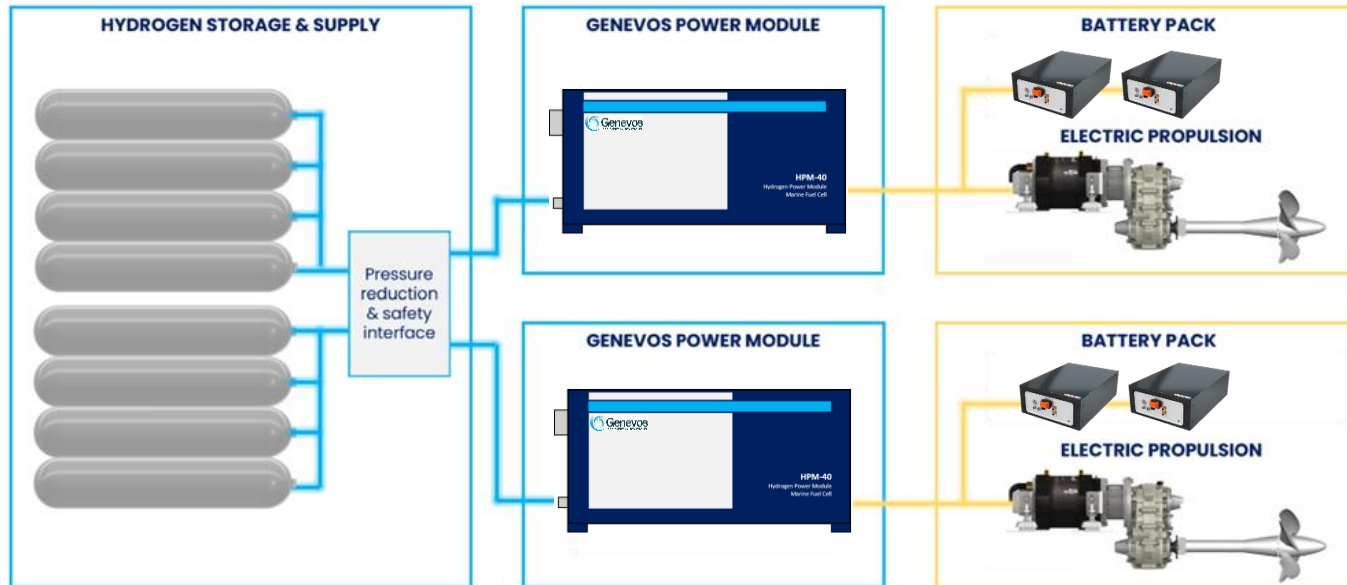 HYDROGEN STORAGE & SUPPLY
Pressure
reduction
& safety
interface
GENEVOS POWER MODULE
Genevos
HPM-40
Hydrogen Power Module
Marine Fuel Cell
BATTERY PACK
ELECTRIC PROPULSION
GENEVOS POWER MODULE
Genevos
HPM-40
Hydrogen Power Module
Marine Fuel Cell
BATTERY PACK
ELECTRIC PROPULSION